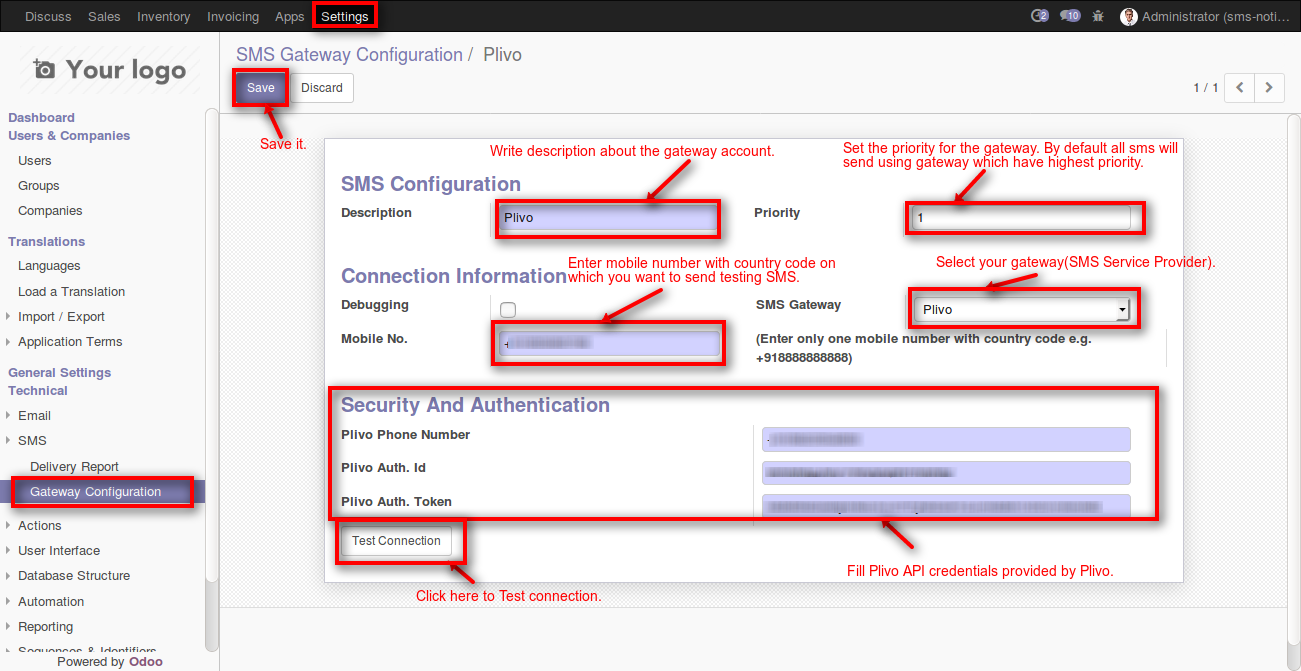 Discuss Sales Inventory Invoicing Apps Settings 2 10 Administrator (sms-noti...
Your logo
SMS Gateway Configuration / Plivo
Save Discard
1 / 1
Dashboard
Users & Companies
Users
Groups
Companies
Translations
Languages
Load a Translation
Import / Export
Application Terms
General Settings
Technical
Email
SMS
Delivery Report
Gateway Configuration
Actions
User Interface
Database Structure
Automation
Reporting
Sequences & Identifiers
Powered by Odoo
Save it.
Write description about the gateway account.
Set the priority for the gateway. By default all sms will
send using gateway which have highest priority.
SMS Configuration
Description Plivo Priority 1
Connection Information
Enter mobile number with country code on
which you want to send testing SMS.
Select your gateway(SMS Service Provider).
Debugging SMS Gateway Plivo
Mobile No. + (Enter only one mobile number with country code e.g.
+918888888888)
Security And Authentication
Plivo Phone Number
Plivo Auth. Id
Plivo Auth. Token
Test Connection
Fill Plivo API credentials provided by Plivo.
Click here to Test connection.